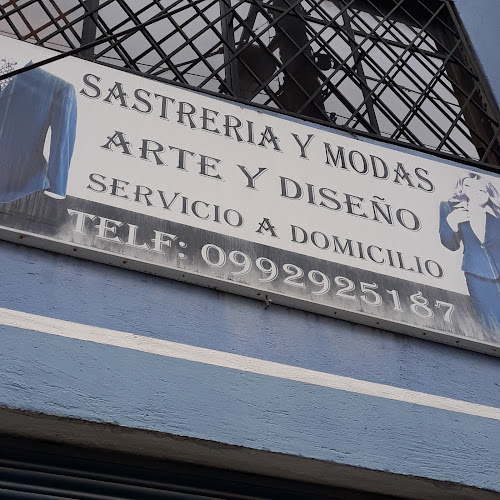 SASTRERIA Y MODAS
ARTE Y DISEÑO
SERVICIO A DOMICILIO
TELF: 0992925187